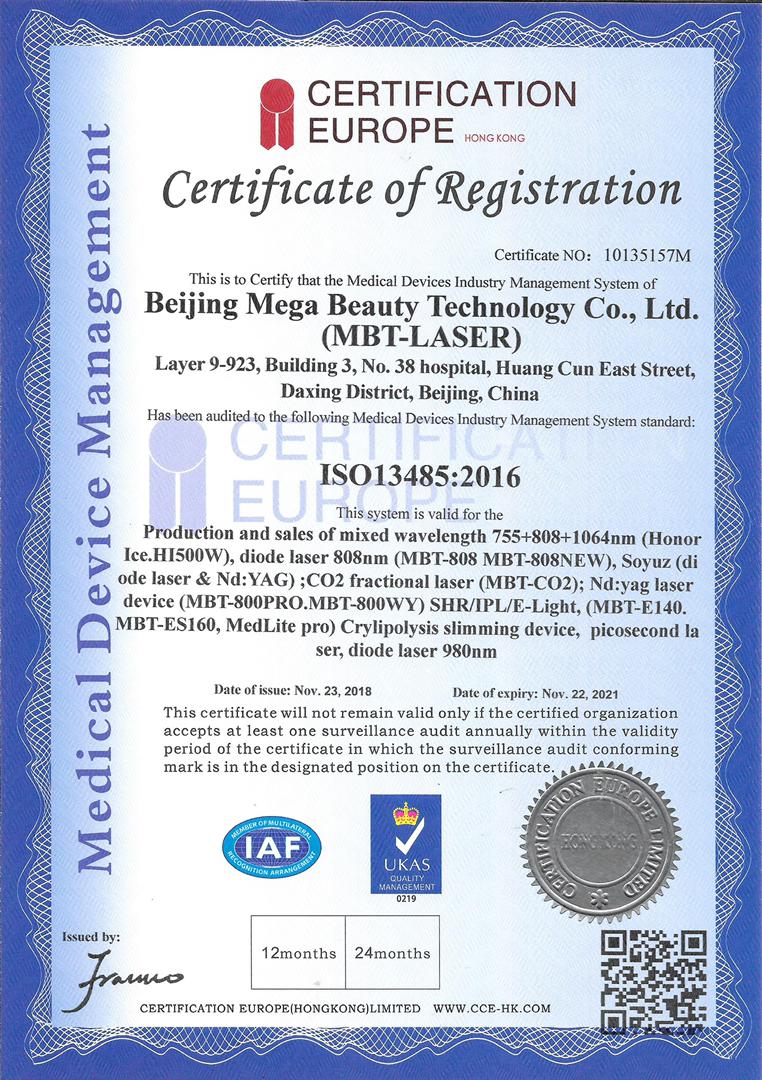 CERTIFICATION
EUROPE HONG KONG
Certificate of Registration
Certificate NO： 10135157M
This is to Certify that the Medical Devices Industry Management System of
Beijing Mega Beauty Technology Co., Ltd.
(MBT-LASER)
Layer 9-923, Building 3, No. 38 hospital, Huang Cun East Street,
Daxing District, Beijing, China
Has been audited to the following Medical Devices Industry Management System standard:
CERTIFICATI
EUROPE
ISO13485:2016
This system is valid for the
Production and sales of mixed wavelength 755+808+1064nm (Honor
Ice.HI500W), diode laser 808nm (MBT-808 MBT-808NEW), Soyuz (di
ode laser & Nd:YAG) ;CO2 fractional laser (MBT-CO2); Nd:yag laser
device (MBT-800PRO.MBT-800WY) SHR/IPL/E-Light, (MBT-E140.
MBT-ES160, MedLite pro) Crylipolysis slimming device, picosecond la
ser, diode laser 980nm
Date of issue: Nov. 23, 2018 Date of expiry: Nov. 22, 2021
This certificate will not remain valid only if the certified organization
accepts at least one surveillance audit annually within the validity
period of the certificate in which the surveillance audit conforming
mark is in the designated position on the certificate.
Medical Device Management
MEMBER OF MULTILATERAL
IAF
RECOGNITION ARRANGEMENT
UKAS
QUALITY
MANAGEMENT
0219
CERTIFICATION EUROPE LIMITED
HONG KONG
Issued by:
12months 24months
CERTIFICATION EUROPE(HONGKONG)LIMITED WWW.CCE-HK.COM